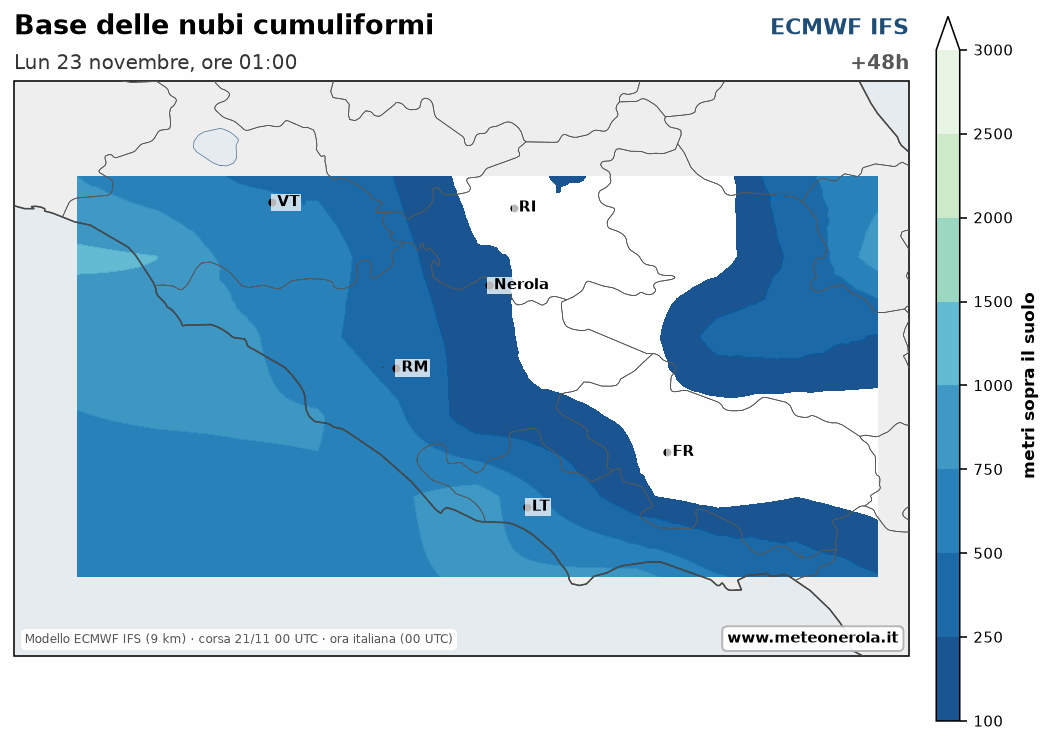 Base delle nubi cumuliformi
ECMWF IFS
Lun 23 novembre, ore 01:00
+48h
3000
2500
2000
1500
1000
750
500
250
100
metri sopra il suolo
VT
RI
Nerola
RM
FR
LT
Modello ECMWF IFS (9 km) · corsa 21/11 00 UTC · ora italiana (00 UTC)
www.meteonerola.it